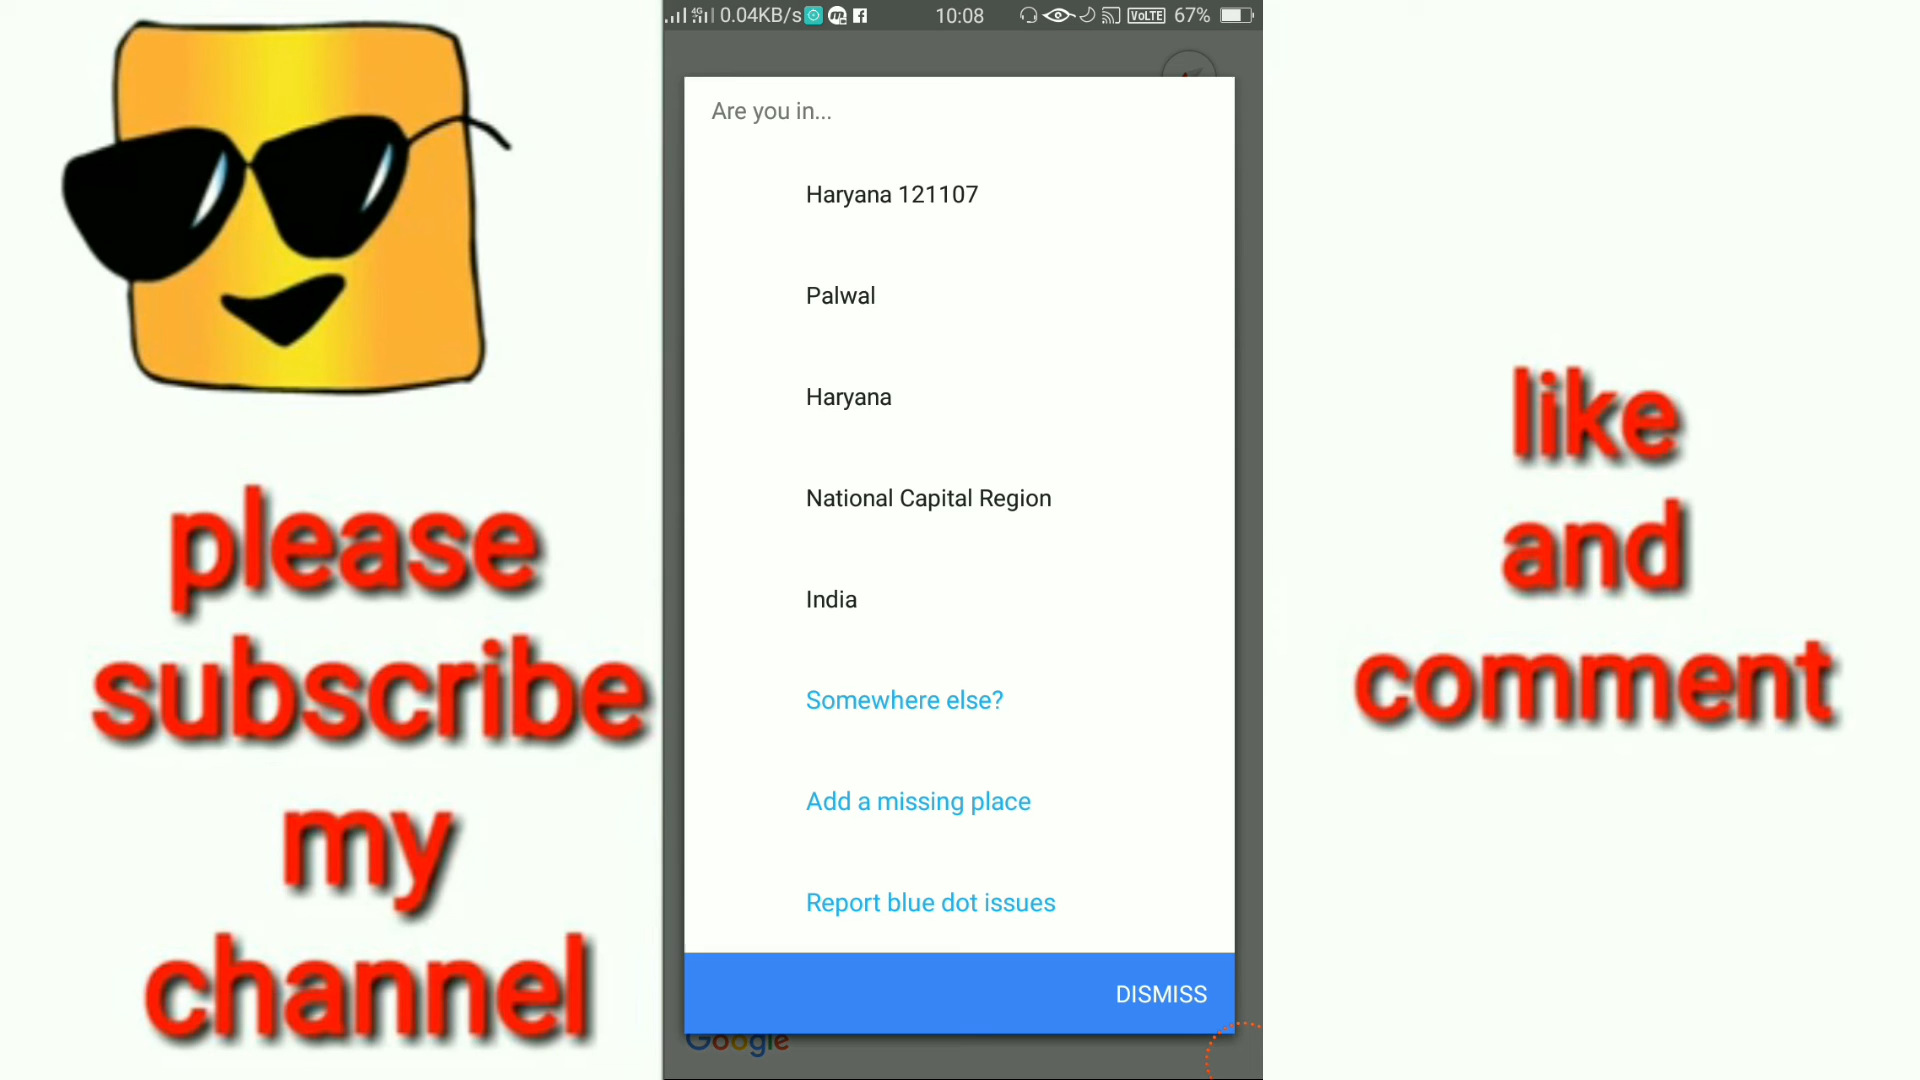 0.04KB/s 10:08 VoLTE 67%
Are you in...
Haryana 121107
Palwal
Haryana
National Capital Region
India
Somewhere else?
Add a missing place
Report blue dot issues
DISMISS
Google
please
subscribe
my
channel
like
and
comment